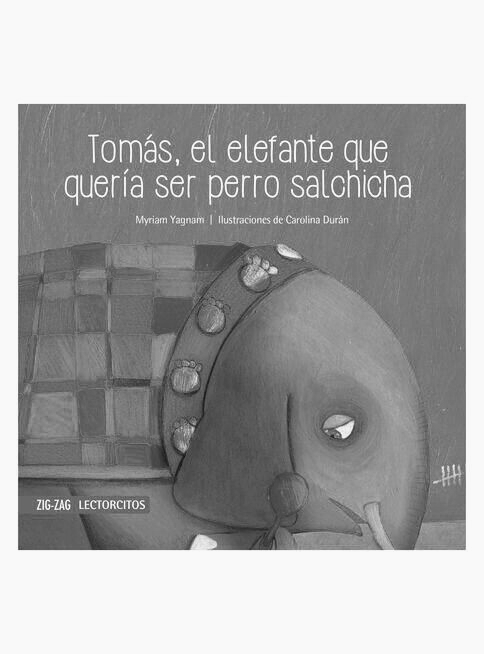 Tomás, el elefante que
quería ser perro salchicha
Myriam Yagnam | Ilustraciones de Carolina Durán
ZIG-ZAG LECTORCITOS